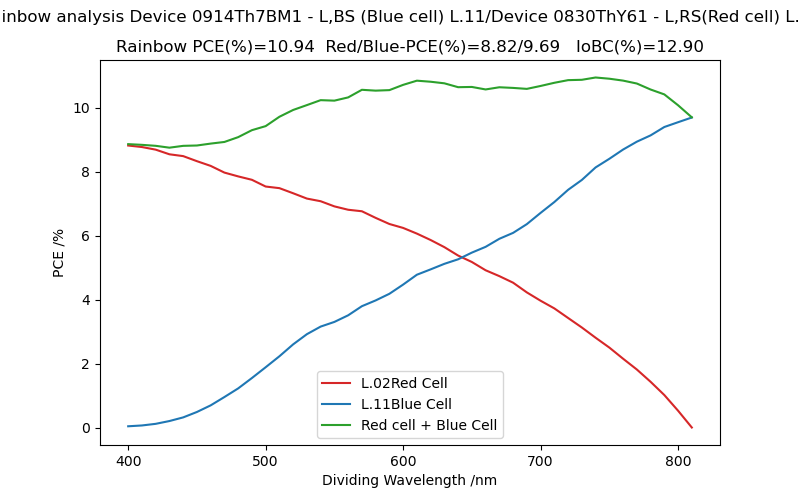 inbow analysis Device 0914Th7BM1 - L,BS (Blue cell) L.11/Device 0830ThY61 - L,RS(Red cell) L.
Rainbow PCE(%)=10.94 Red/Blue-PCE(%)=8.82/9.69 IoBC(%)=12.90
PCE /%
10
8
6
4
2
0
L.02Red Cell
L.11Blue Cell
Red cell + Blue Cell
400 500 600 700 800
Dividing Wavelength /nm